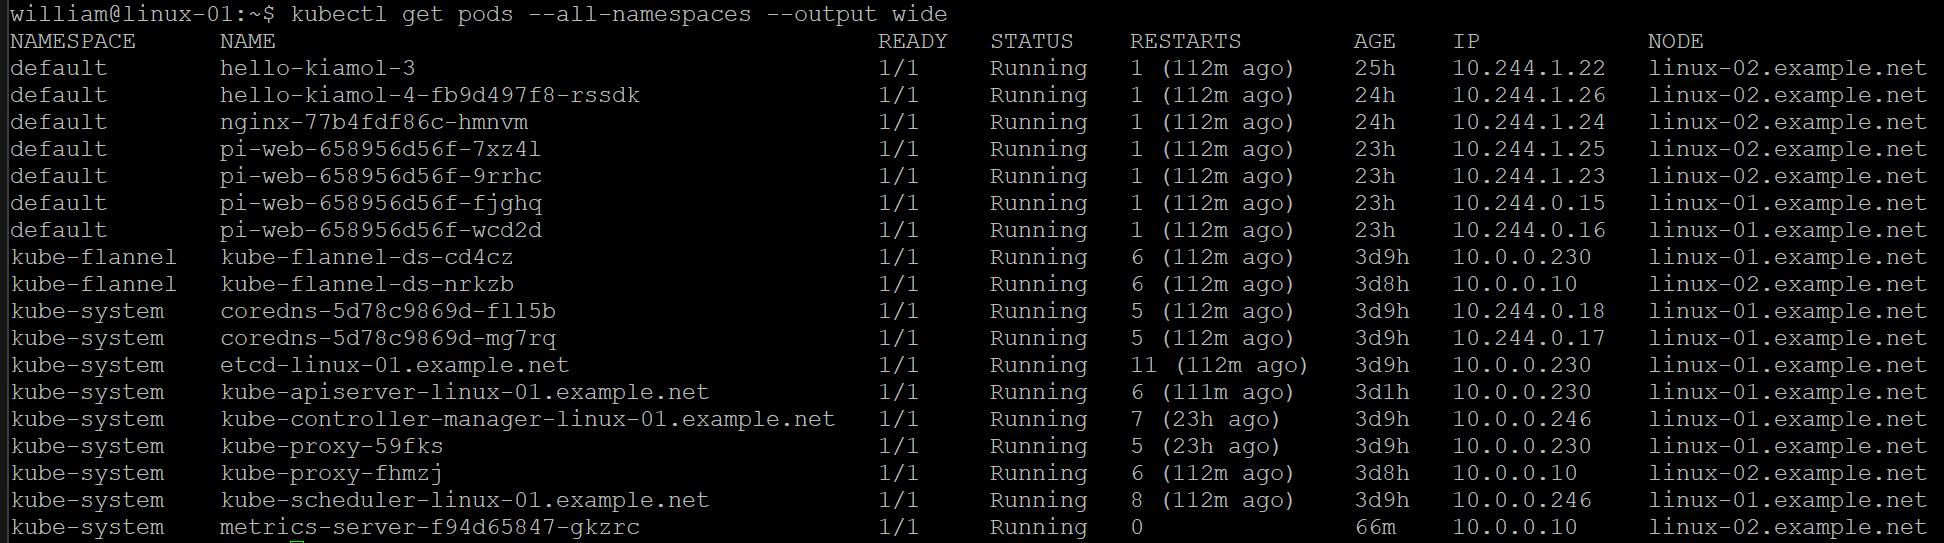 william@linux-01:~$ kubectl get pods --all-namespaces --output wide
NAMESPACE NAME READY STATUS RESTARTS AGE IP NODE
default hello-kiamol-3 1/1 Running 1 (112m ago) 25h 10.244.1.22 linux-02.example.net
default hello-kiamol-4-fb9d497f8-rssdk 1/1 Running 1 (112m ago) 24h 10.244.1.26 linux-02.example.net
default nginx-77b4fdf86c-hmnvm 1/1 Running 1 (112m ago) 24h 10.244.1.24 linux-02.example.net
default pi-web-658956d56f-7xz4l 1/1 Running 1 (112m ago) 23h 10.244.1.25 linux-02.example.net
default pi-web-658956d56f-9rrhc 1/1 Running 1 (112m ago) 23h 10.244.1.23 linux-02.example.net
default pi-web-658956d56f-fjghq 1/1 Running 1 (112m ago) 23h 10.244.0.15 linux-01.example.net
default pi-web-658956d56f-wcd2d 1/1 Running 1 (112m ago) 23h 10.244.0.16 linux-01.example.net
kube-flannel kube-flannel-ds-cd4cz 1/1 Running 6 (112m ago) 3d9h 10.0.0.230 linux-01.example.net
kube-flannel kube-flannel-ds-nrkzb 1/1 Running 6 (112m ago) 3d8h 10.0.0.10 linux-02.example.net
kube-system coredns-5d78c9869d-fll5b 1/1 Running 5 (112m ago) 3d9h 10.244.0.18 linux-01.example.net
kube-system coredns-5d78c9869d-mg7rq 1/1 Running 5 (112m ago) 3d9h 10.244.0.17 linux-01.example.net
kube-system etcd-linux-01.example.net 1/1 Running 11 (112m ago) 3d9h 10.0.0.230 linux-01.example.net
kube-system kube-apiserver-linux-01.example.net 1/1 Running 6 (111m ago) 3d1h 10.0.0.230 linux-01.example.net
kube-system kube-controller-manager-linux-01.example.net 1/1 Running 7 (23h ago) 3d9h 10.0.0.246 linux-01.example.net
kube-system kube-proxy-59fks 1/1 Running 5 (23h ago) 3d9h 10.0.0.230 linux-01.example.net
kube-system kube-proxy-fhmzj 1/1 Running 6 (112m ago) 3d8h 10.0.0.10 linux-02.example.net
kube-system kube-scheduler-linux-01.example.net 1/1 Running 8 (112m ago) 3d9h 10.0.0.246 linux-01.example.net
kube-system metrics-server-f94d65847-gkzrc 1/1 Running 0 66m 10.0.0.10 linux-02.example.net